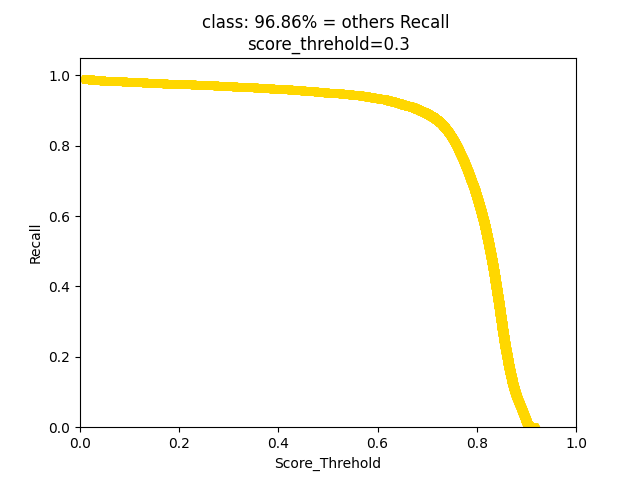 class: 96.86% = others Recall
score_threhold=0.3
1.0
0.8
0.6
0.4
0.2
0.0
Recall
0.0 0.2 0.4 0.6 0.8 1.0
Score_Threhold